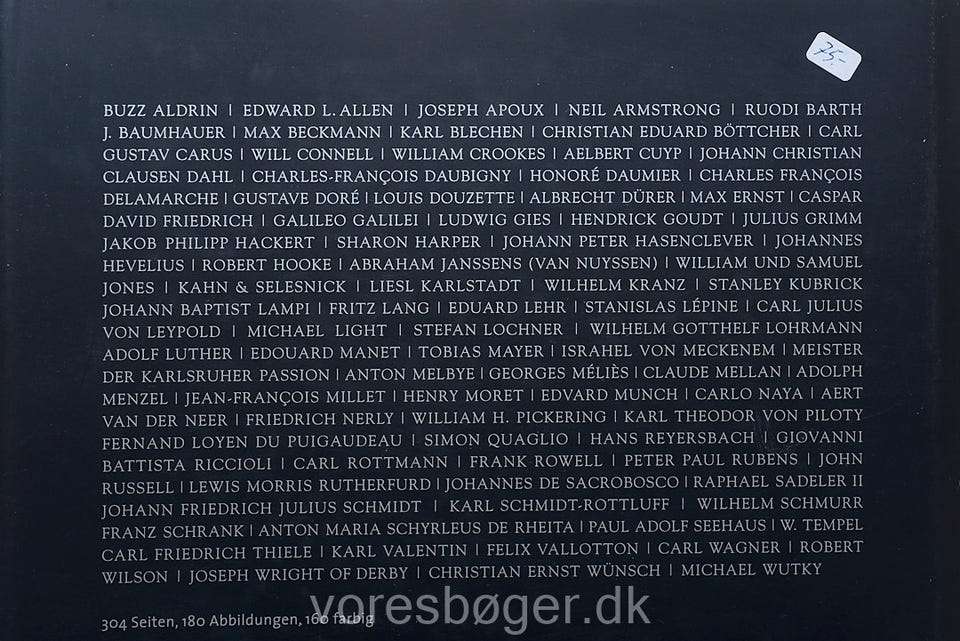 75.-
BUZZ ALDRIN | EDWARD L. ALLEN | JOSEPH APOUX | NEIL ARMSTRONG | RUODI BARTH
J. BAUMHAUER | MAX BECKMANN | KARL BLECHEN | CHRISTIAN EDUARD BÖTTCHER | CARL
GUSTAV CARUS | WILL CONNELL | WILLIAM CROOKES | AELBERT CUYP | JOHANN CHRISTIAN
CLAUSEN DAHL | CHARLES-FRANÇOIS DAUBIGNY | HONORÉ DAUMIER | CHARLES FRANÇOIS
DELAMARCHE | GUSTAVE DORÉ | LOUIS DOUZETTE | ALBRECHT DÜRER | MAX ERNST | CASPAR
DAVID FRIEDRICH | GALILEO GALILEI | LUDWIG GIES | HENDRICK GOUDT | JULIUS GRIMM
JAKOB PHILIPP HACKERT | SHARON HARPER | JOHANN PETER HASENCLEVER | JOHANNES
HEVELIUS | ROBERT HOOKE | ABRAHAM JANSSENS (VAN NUYSSEN) | WILLIAM UND SAMUEL
JONES | KAHN & SELESNICK | LIESL KARLSTADT | WILHELM KRANZ | STANLEY KUBRICK
JOHANN BAPTIST LAMPI | FRITZ LANG | EDUARD LEHR | STANISLAS LÉPINE | CARL JULIUS
VON LEYPOLD | MICHAEL LIGHT | STEFAN LOCHNER | WILHELM GOTTHELF LOHRMANN
ADOLF LUTHER | EDOUARD MANET | TOBIAS MAYER | ISRAHEL VON MECKENEM | MEISTER
DER KARLSRUHER PASSION | ANTON MELBYE | GEORGES MÉLIÈS | CLAUDE MELLAN | ADOLPH
MENZEL | JEAN-FRANÇOIS MILLET | HENRY MORET | EDVARD MUNCH | CARLO NAYA | AERT
VAN DER NEER | FRIEDRICH NERLY | WILLIAM H. PICKERING | KARL THEODOR VON PILOTY
FERNAND LOYEN DU PUIGAUDEAU | SIMON QUAGLIO | HANS REYERSBACH | GIOVANNI
BATTISTA RICCIOLI | CARL ROTTMANN | FRANK ROWELL | PETER PAUL RUBENS | JOHN
RUSSELL | LEWIS MORRIS RUTHERFURD | JOHANNES DE SACROBOSCO | RAPHAEL SADELER II
JOHANN FRIEDRICH JULIUS SCHMIDT | KARL SCHMIDT-ROTTLUFF | WILHELM SCHMURR
FRANZ SCHRANK | ANTON MARIA SCHYRLEUS DE RHEITA | PAUL ADOLF SEEHAUS | W. TEMPEL
CARL FRIEDRICH THIELE | KARL VALENTIN | FELIX VALLOTTON | CARL WAGNER | ROBERT
WILSON | JOSEPH WRIGHT OF DERBY | CHRISTIAN ERNST WÜNSCH | MICHAEL WUTKY
304 Seiten, 180 Abbildungen, 160 farbig
voresbøger.dk